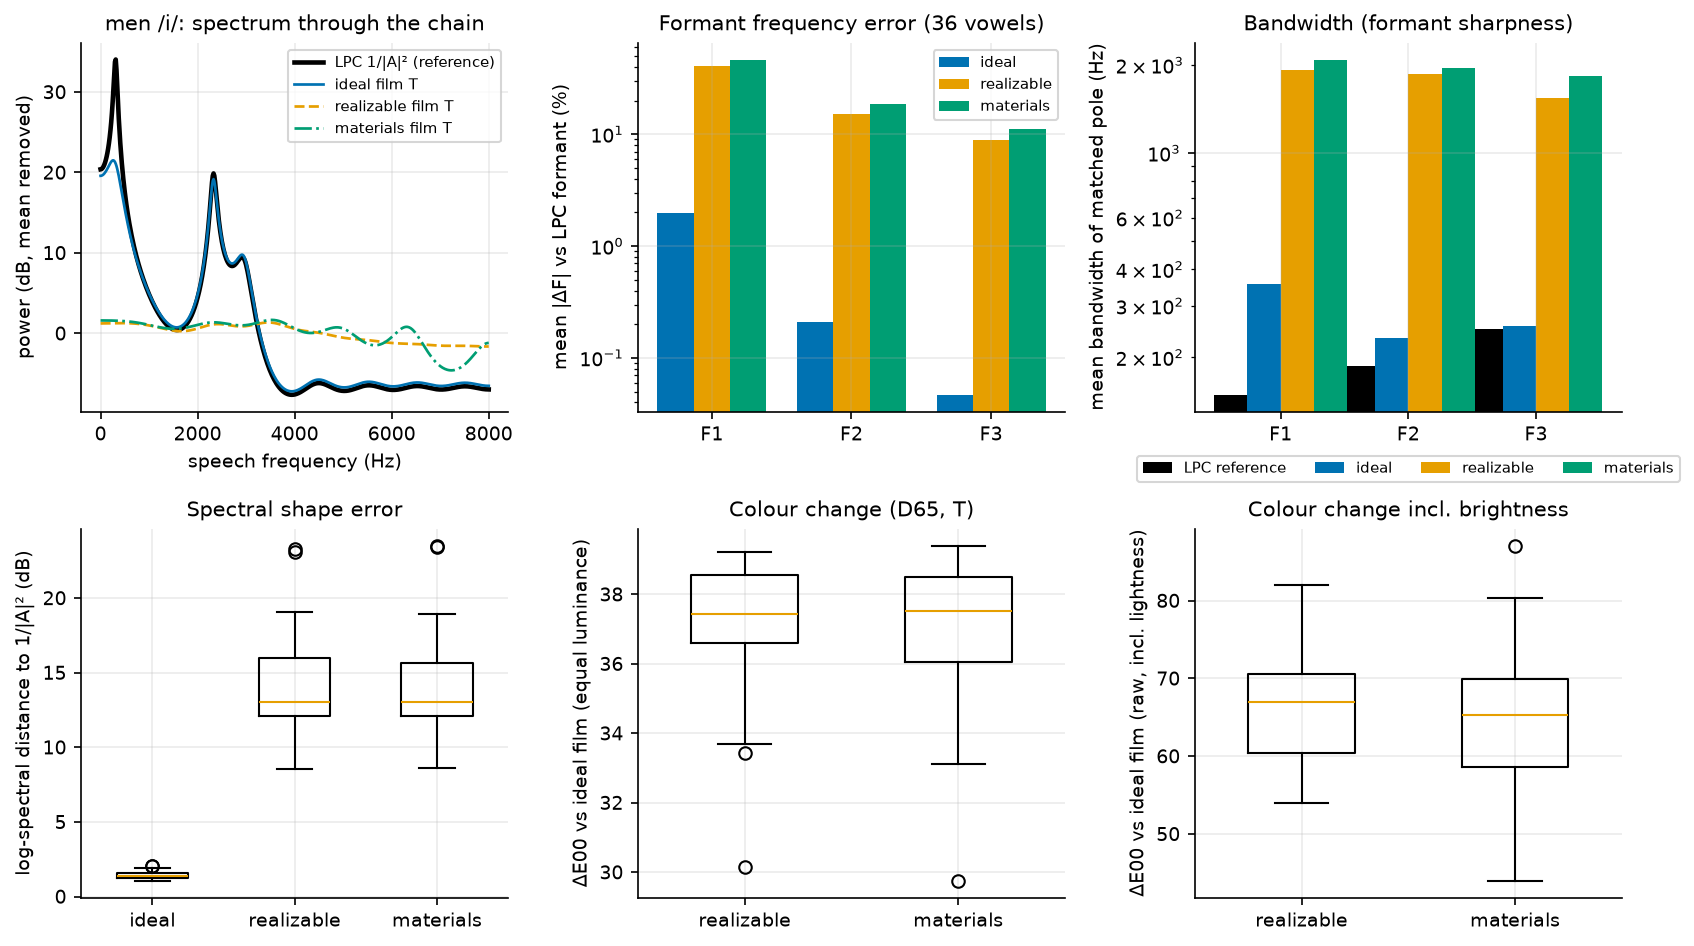 men /i/: spectrum through the chain
power (dB, mean removed)
30
20
10
0
LPC 1/|A|² (reference)
ideal film T
realizable film T
materials film T
0 2000 4000 6000 8000
speech frequency (Hz)
Formant frequency error (36 vowels)
mean |ΔF| vs LPC formant (%)
10¹
10⁰
10⁻¹
ideal
realizable
materials
F1 F2 F3
Bandwidth (formant sharpness)
mean bandwidth of matched pole (Hz)
2 × 10³
10³
6 × 10²
4 × 10²
3 × 10²
2 × 10²
F1 F2 F3
LPC reference ideal realizable materials
Spectral shape error
log-spectral distance to 1/|A|² (dB)
20
15
10
5
0
ideal realizable materials
Colour change (D65, T)
ΔE00 vs ideal film (equal luminance)
38
36
34
32
30
realizable materials
Colour change incl. brightness
ΔE00 vs ideal film (raw, incl. lightness)
80
70
60
50
realizable materials